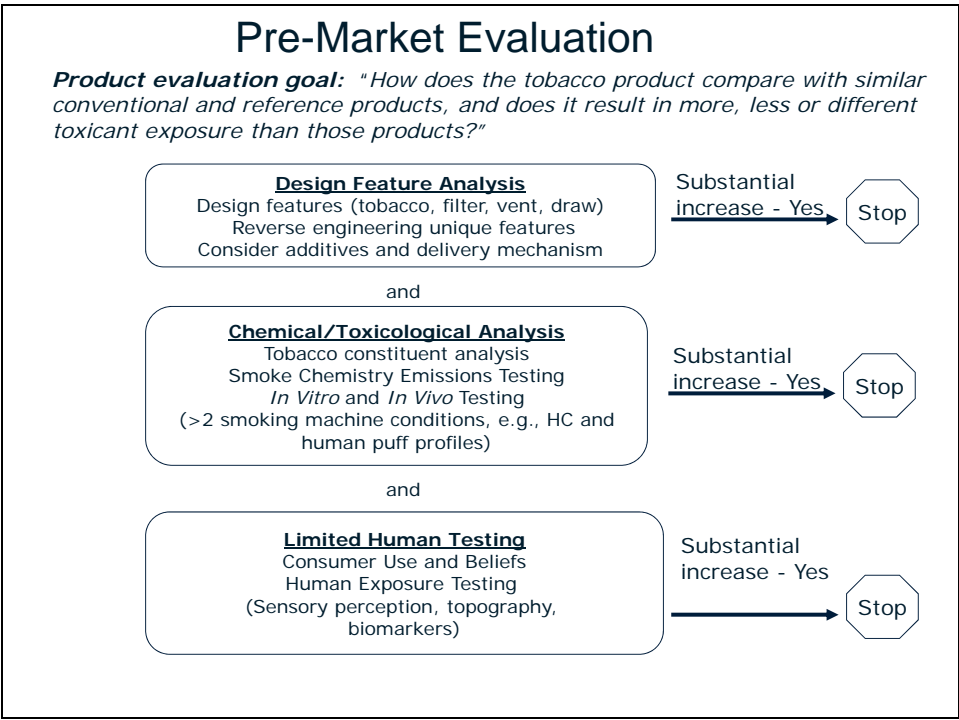 Pre-Market Evaluation
Product evaluation goal: "How does the tobacco product compare with similar
conventional and reference products, and does it result in more, less or different
toxicant exposure than those products?"
Design Feature Analysis
Design features (tobacco, filter, vent, draw)
Reverse engineering unique features
Consider additives and delivery mechanism
Substantial
increase - Yes
Stop
and
Chemical/Toxicological Analysis
Tobacco constituent analysis
Smoke Chemistry Emissions Testing
In Vitro and In Vivo Testing
(>2 smoking machine conditions, e.g., HC and
human puff profiles)
Substantial
increase - Yes
Stop
and
Limited Human Testing
Consumer Use and Beliefs
Human Exposure Testing
(Sensory perception, topography,
biomarkers)
Substantial
increase - Yes
Stop